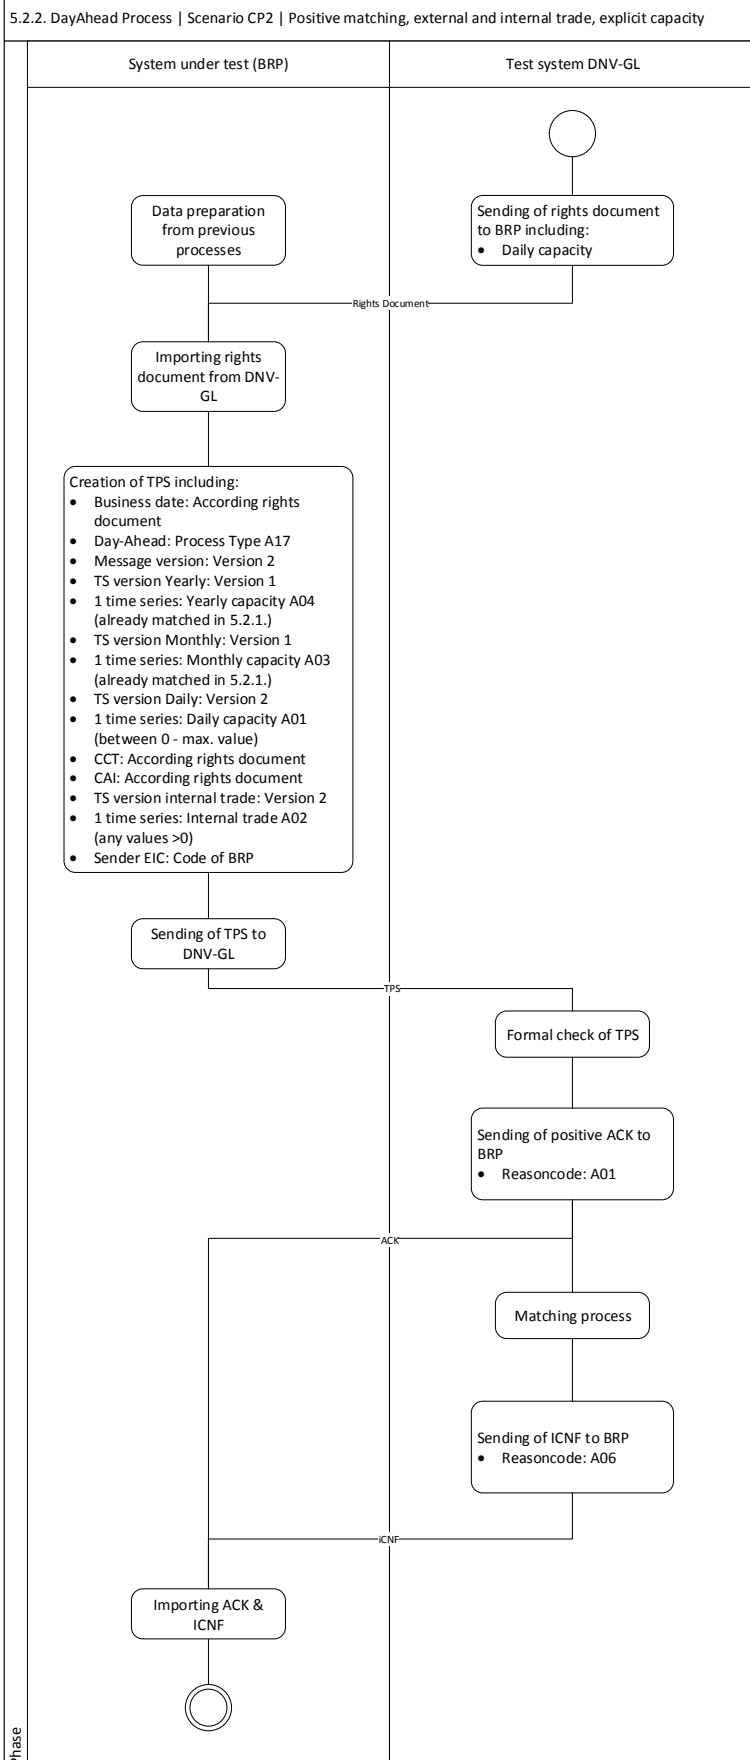 5.2.2. DayAhead Process | Scenario CP2 | Positive matching, external and internal trade, explicit capacity
System under test (BRP)
Test system DNV-GL
Data preparation
from previous
processes
Sending of rights document
to BRP including:
• Daily capacity
Rights Document
Importing rights
document from DNV-
GL
Creation of TPS including:
• Business date: According rights
document
• Day-Ahead: Process Type A17
• Message version: Version 2
• TS version Yearly: Version 1
• 1 time series: Yearly capacity A04
(already matched in 5.2.1.)
• TS version Monthly: Version 1
• 1 time series: Monthly capacity A03
(already matched in 5.2.1.)
• TS version Daily: Version 2
• 1 time series: Daily capacity A01
(between 0 - max. value)
• CCT: According rights document
• CAI: According rights document
• TS version internal trade: Version 2
• 1 time series: Internal trade A02
(any values >0)
• Sender EIC: Code of BRP
Sending of TPS to
DNV-GL
TPS
Formal check of TPS
Sending of positive ACK to
BRP
• Reasoncode: A01
ACK
Matching process
Sending of ICNF to BRP
• Reasoncode: A06
iCNF
Importing ACK &
ICNF
Phase